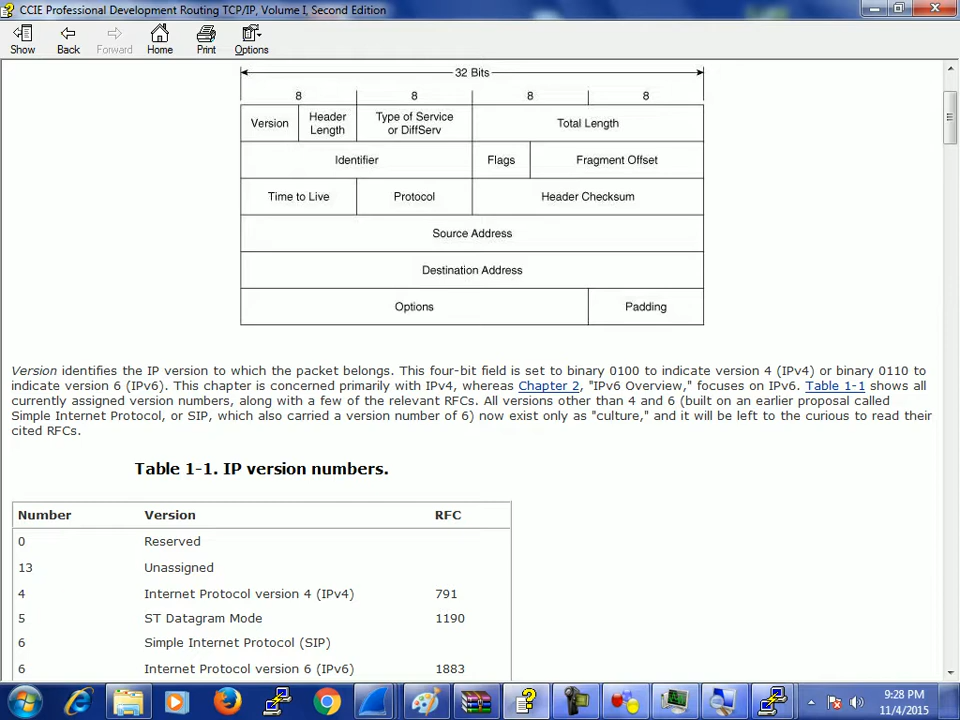 CCIE Professional Development Routing TCP/IP, Volume I, Second Edition
Show Back Forward Home Print Options
32 Bits
8 8 8 8
Version Header Length Type of Service or DiffServ Total Length
Identifier Flags Fragment Offset
Time to Live Protocol Header Checksum
Source Address
Destination Address
Options Padding
Version identifies the IP version to which the packet belongs. This four-bit field is set to binary 0100 to indicate version 4 (IPv4) or binary 0110 to
indicate version 6 (IPv6). This chapter is concerned primarily with IPv4, whereas Chapter 2, "IPv6 Overview," focuses on IPv6. Table 1-1 shows all
currently assigned version numbers, along with a few of the relevant RFCs. All versions other than 4 and 6 (built on an earlier proposal called
Simple Internet Protocol, or SIP, which also carried a version number of 6) now exist only as "culture," and it will be left to the curious to read their
cited RFCs.
Table 1-1. IP version numbers.
Number Version RFC
0 Reserved
13 Unassigned
4 Internet Protocol version 4 (IPv4) 791
5 ST Datagram Mode 1190
6 Simple Internet Protocol (SIP)
6 Internet Protocol version 6 (IPv6) 1883
9:28 PM
11/4/2015